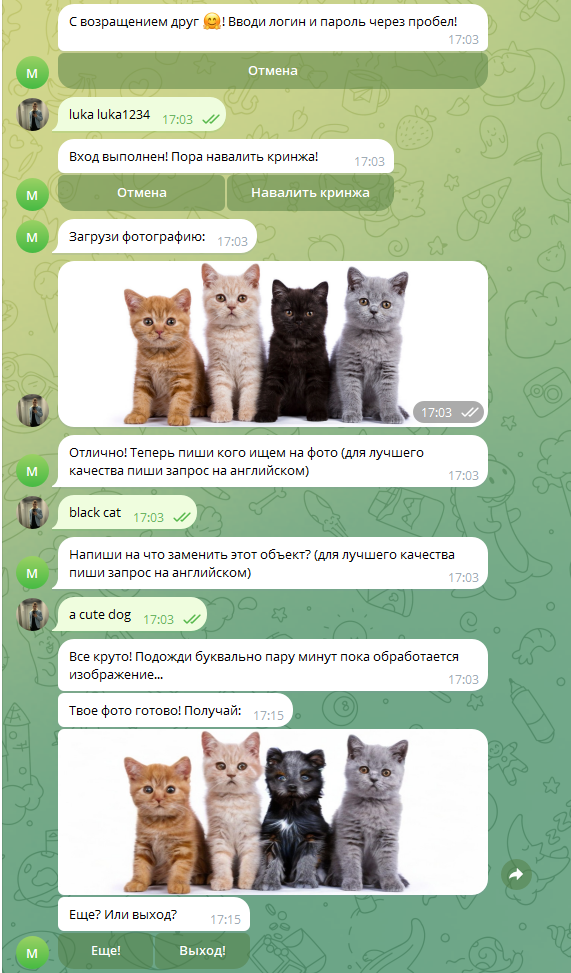 С возращением друг 🤗! Вводи логин и пароль через пробел!
17:03
Отмена
M
luka luka1234 17:03
Вход выполнен! Пора навалить кринжа! 17:03
M
Отмена
Навалить кринжа
M
Загрузи фотографию: 17:03
17:03
Отлично! Теперь пиши кого ищем на фото (для лучшего
качества пиши запрос на английском) 17:03
M
black cat 17:03
Напиши на что заменить этот объект? (для лучшего качества
пиши запрос на английском) 17:03
M
a cute dog 17:03
Все круто! Подожди буквально пару минут пока обработается
изображение... 17:03
Твое фото готово! Получай: 17:15
Еще? Или выход? 17:15
M
Еще!
Выход!